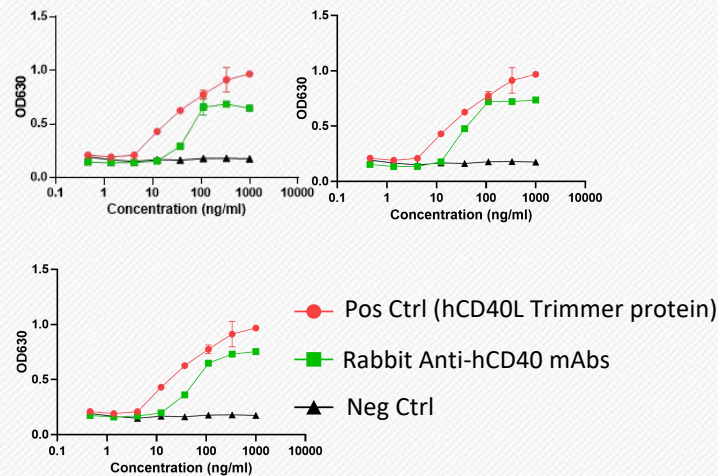 1.5
1.0
0.5
0.0
OD630
0.1 1 10 100 1000 10000
Concentration (ng/ml)
1.5
1.0
0.5
0.0
OD630
0.1 1 10 100 1000 10000
Concentration (ng/ml)
1.5
1.0
0.5
0.0
OD630
0.1 1 10 100 1000 10000
Concentration (ng/ml)
Pos Ctrl (hCD40L Trimmer protein)
Rabbit Anti-hCD40 mAbs
Neg Ctrl